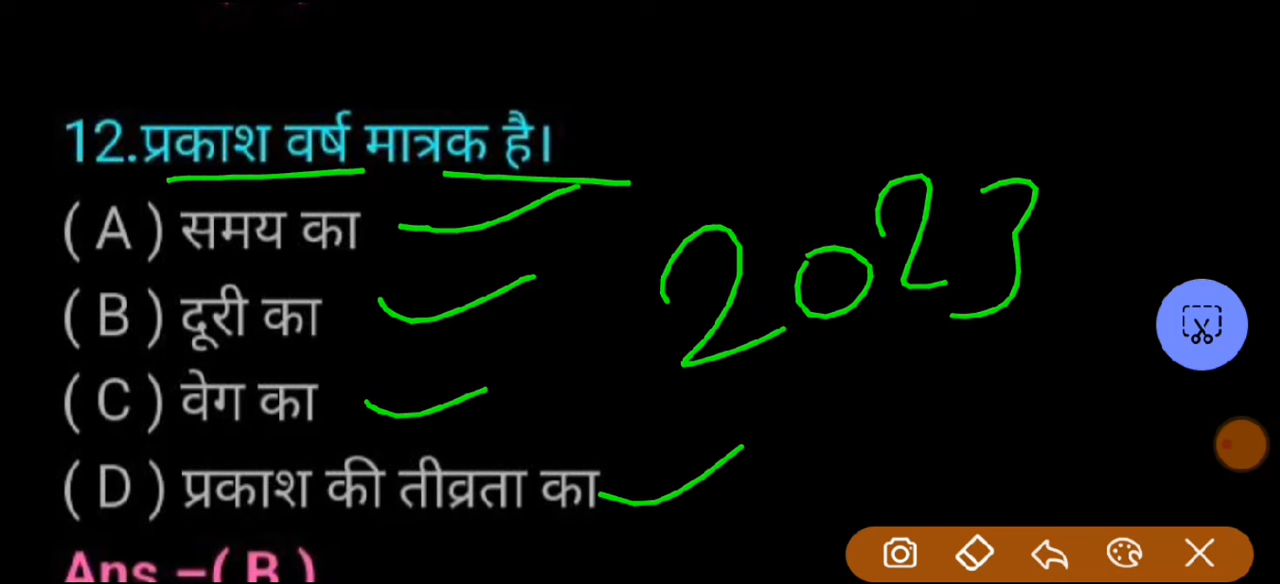 12.प्रकाश वर्ष मात्रक है।
( A ) समय का
( B ) दूरी का
( C ) वेग का
( D ) प्रकाश की तीव्रता का
2023
Ans –( B )